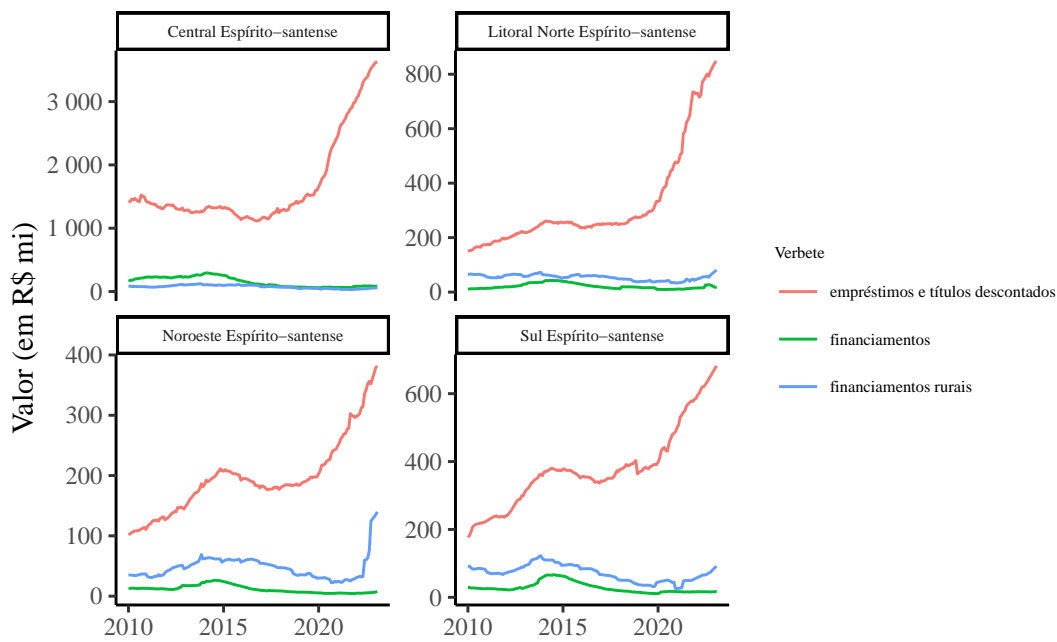 Central Espírito−santense
Litoral Norte Espírito−santense
3 000
2 000
1 000
0
800
600
400
200
0
Noroeste Espírito−santense
Sul Espírito−santense
400
300
200
100
0
600
400
200
0
2010 2015 2020
2010 2015 2020
Valor (em R$ mi)
Verbete
empréstimos e títulos descontados
financiamentos
financiamentos rurais